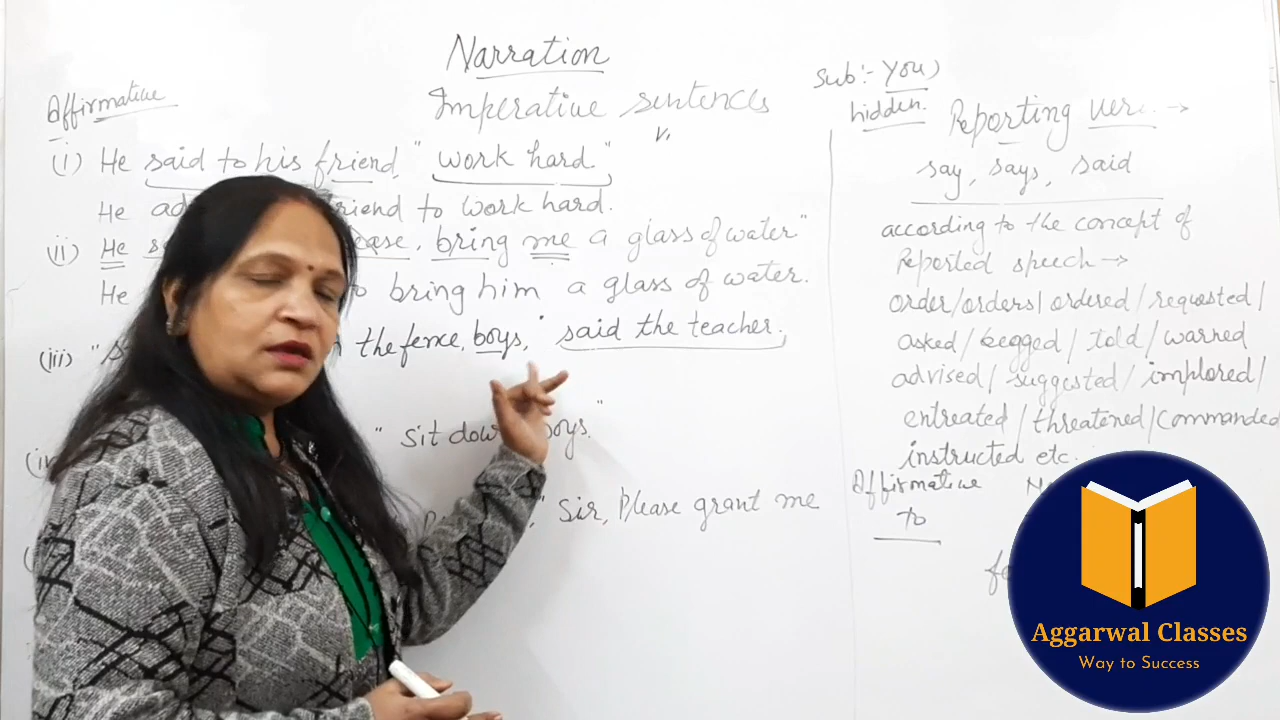 Narration
Affirmative
Imperative sentences
(i) He said to his friend, "work hard."
He friend to work hard.
(ii) He bring me a glass of water"
He to bring him a glass of water.
(iii) the fence, boys," said the teacher.
" sit down boys."
" Sir, Please grant me
Sub:- You)
hidden.
Reporting →
say, says, said
according to the concept of
Reported speech →
order/orders/ordered/requested/
asked/begged/told/warned
advised/suggested/implored/
entreated/threatened/Commanded
instructed etc.
Affirmative
to
Aggarwal Classes
Way to Success